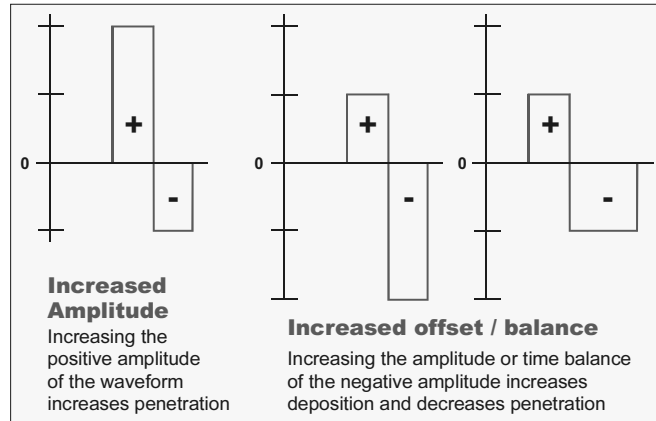 +
+
+
0
0
0
-
-
-
Increased
Amplitude
Increasing the
positive amplitude
of the waveform
increases penetration
Increased offset / balance
Increasing the amplitude or time balance
of the negative amplitude increases
deposition and decreases penetration